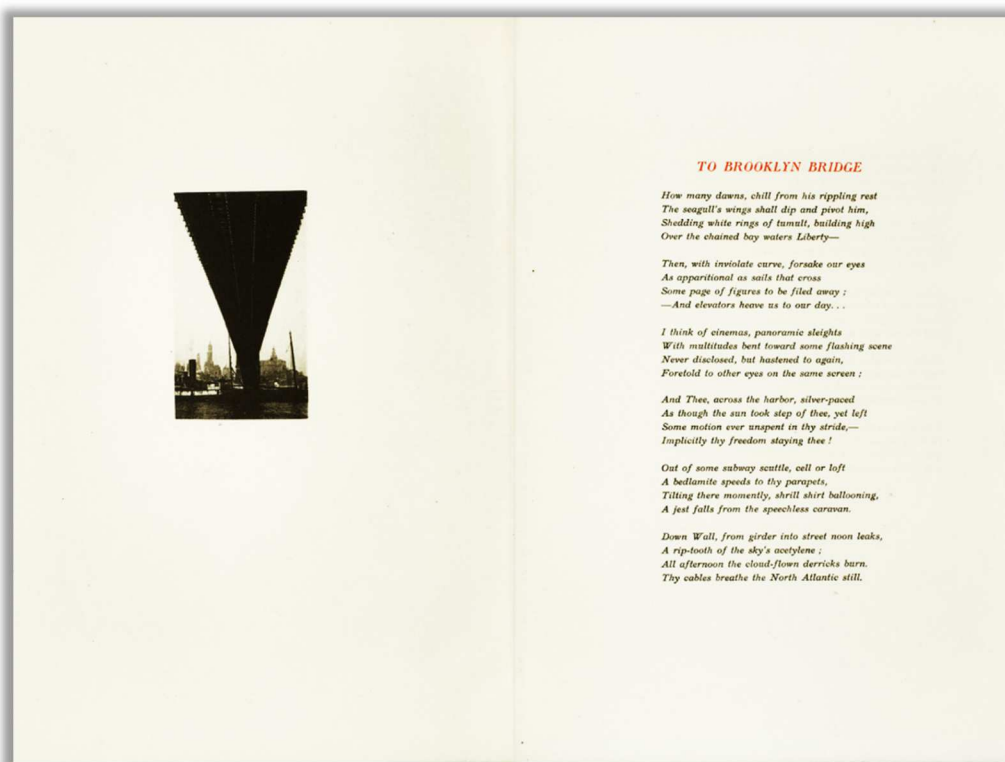 TO BROOKLYN BRIDGE
How many dawns, chill from his rippling rest
The seagull's wings shall dip and pivot him,
Shedding white rings of tumult, building high
Over the chained bay waters Liberty—
Then, with inviolate curve, forsake our eyes
As apparitional as sails that cross
Some page of figures to be filed away ;
—And elevators heave us to our day. . .
I think of cinemas, panoramic sleights
With multitudes bent toward some flashing scene
Never disclosed, but hastened to again,
Foretold to other eyes on the same screen ;
And Thee, across the harbor, silver-paced
As though the sun took step of thee, yet left
Some motion ever unspent in thy stride,—
Implicitly thy freedom staying thee !
Out of some subway scuttle, cell or loft
A bedlamite speeds to thy parapets,
Tilting there momently, shrill shirt ballooning,
A jest falls from the speechless caravan.
Down Wall, from girder into street noon leaks,
A rip-tooth of the sky's acetylene ;
All afternoon the cloud-flown derricks burn.
Thy cables breathe the North Atlantic still.